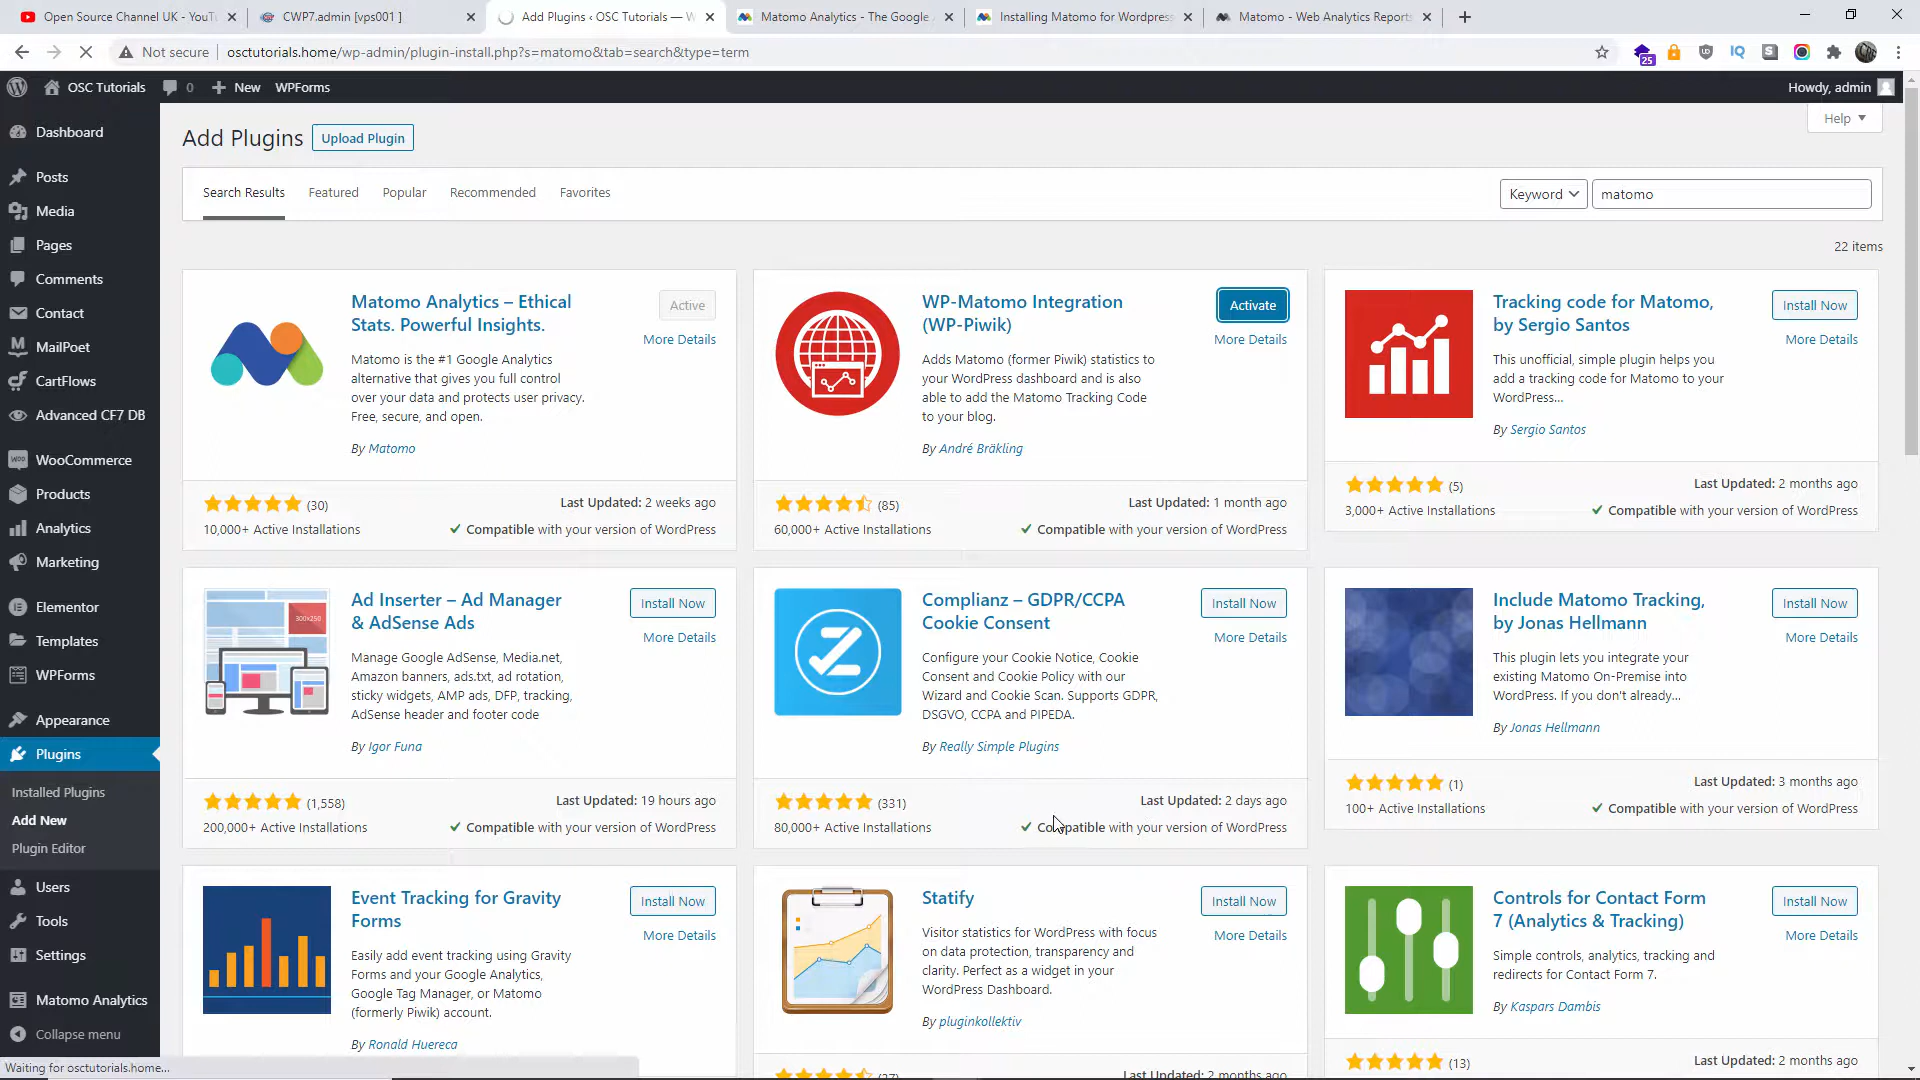 Open Source Channel UK - YouTu
CWP7.admin [vps001 ]
Add Plugins ‹ OSC Tutorials — W
Matomo Analytics - The Google A
Installing Matomo for Wordpress
Matomo - Web Analytics Reports
Not secure
osctutorials.home/wp-admin/plugin-install.php?s=matomo&tab=search&type=term
25
OSC Tutorials
0
New
WPForms
Howdy, admin
Dashboard
Posts
Media
Pages
Comments
Contact
MailPoet
CartFlows
Advanced CF7 DB
WooCommerce
Products
Analytics
Marketing
Elementor
Templates
WPForms
Appearance
Plugins
Installed Plugins
Add New
Plugin Editor
Users
Tools
Settings
Matomo Analytics
Collapse menu
Waiting for osctutorials.home...
Add Plugins
Upload Plugin
Help
Search Results
Featured
Popular
Recommended
Favorites
Keyword
matomo
22 items
Matomo Analytics – Ethical
Stats. Powerful Insights.
Active
More Details
Matomo is the #1 Google Analytics
alternative that gives you full control
over your data and protects user privacy.
Free, secure, and open.
By Matomo
(30)
Last Updated: 2 weeks ago
10,000+ Active Installations
Compatible with your version of WordPress
WP-Matomo Integration
(WP-Piwik)
Activate
More Details
Adds Matomo (former Piwik) statistics to
your WordPress dashboard and is also
able to add the Matomo Tracking Code
to your blog.
By André Bräkling
(85)
Last Updated: 1 month ago
60,000+ Active Installations
Compatible with your version of WordPress
Tracking code for Matomo,
by Sergio Santos
Install Now
More Details
This unofficial, simple plugin helps you
add a tracking code for Matomo to your
WordPress...
By Sergio Santos
(5)
Last Updated: 2 months ago
3,000+ Active Installations
Compatible with your version of WordPress
300x250
Ad Inserter – Ad Manager
& AdSense Ads
Install Now
More Details
Manage Google AdSense, Media.net,
Amazon banners, ads.txt, ad rotation,
sticky widgets, AMP ads, DFP, tracking,
AdSense header and footer code
By Igor Funa
(1,558)
Last Updated: 19 hours ago
200,000+ Active Installations
Compatible with your version of WordPress
Complianz – GDPR/CCPA
Cookie Consent
Install Now
More Details
Configure your Cookie Notice, Cookie
Consent and Cookie Policy with our
Wizard and Cookie Scan. Supports GDPR,
DSGVO, CCPA and PIPEDA.
By Really Simple Plugins
(331)
Last Updated: 2 days ago
80,000+ Active Installations
Compatible with your version of WordPress
Include Matomo Tracking,
by Jonas Hellmann
Install Now
More Details
This plugin lets you integrate your
existing Matomo On-Premise into
WordPress. If you don't already...
By Jonas Hellmann
(1)
Last Updated: 3 months ago
100+ Active Installations
Compatible with your version of WordPress
Event Tracking for Gravity
Forms
Install Now
More Details
Easily add event tracking using Gravity
Forms and your Google Analytics,
Google Tag Manager, or Matomo
(formerly Piwik) account.
By Ronald Huereca
Statify
Install Now
More Details
Visitor statistics for WordPress with focus
on data protection, transparency and
clarity. Perfect as a widget in your
WordPress Dashboard.
By pluginkollektiv
Last Updated: 2 months ago
Controls for Contact Form
7 (Analytics & Tracking)
Install Now
More Details
Simple controls, analytics, tracking and
redirects for Contact Form 7.
By Kaspars Dambis
(13)
Last Updated: 2 months ago